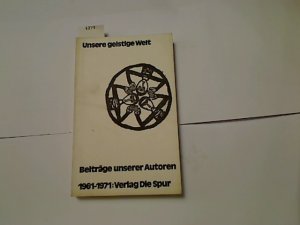 Unsere geistige Welt
Beiträge unserer Autoren
1961-1971: Verlag Die Spur